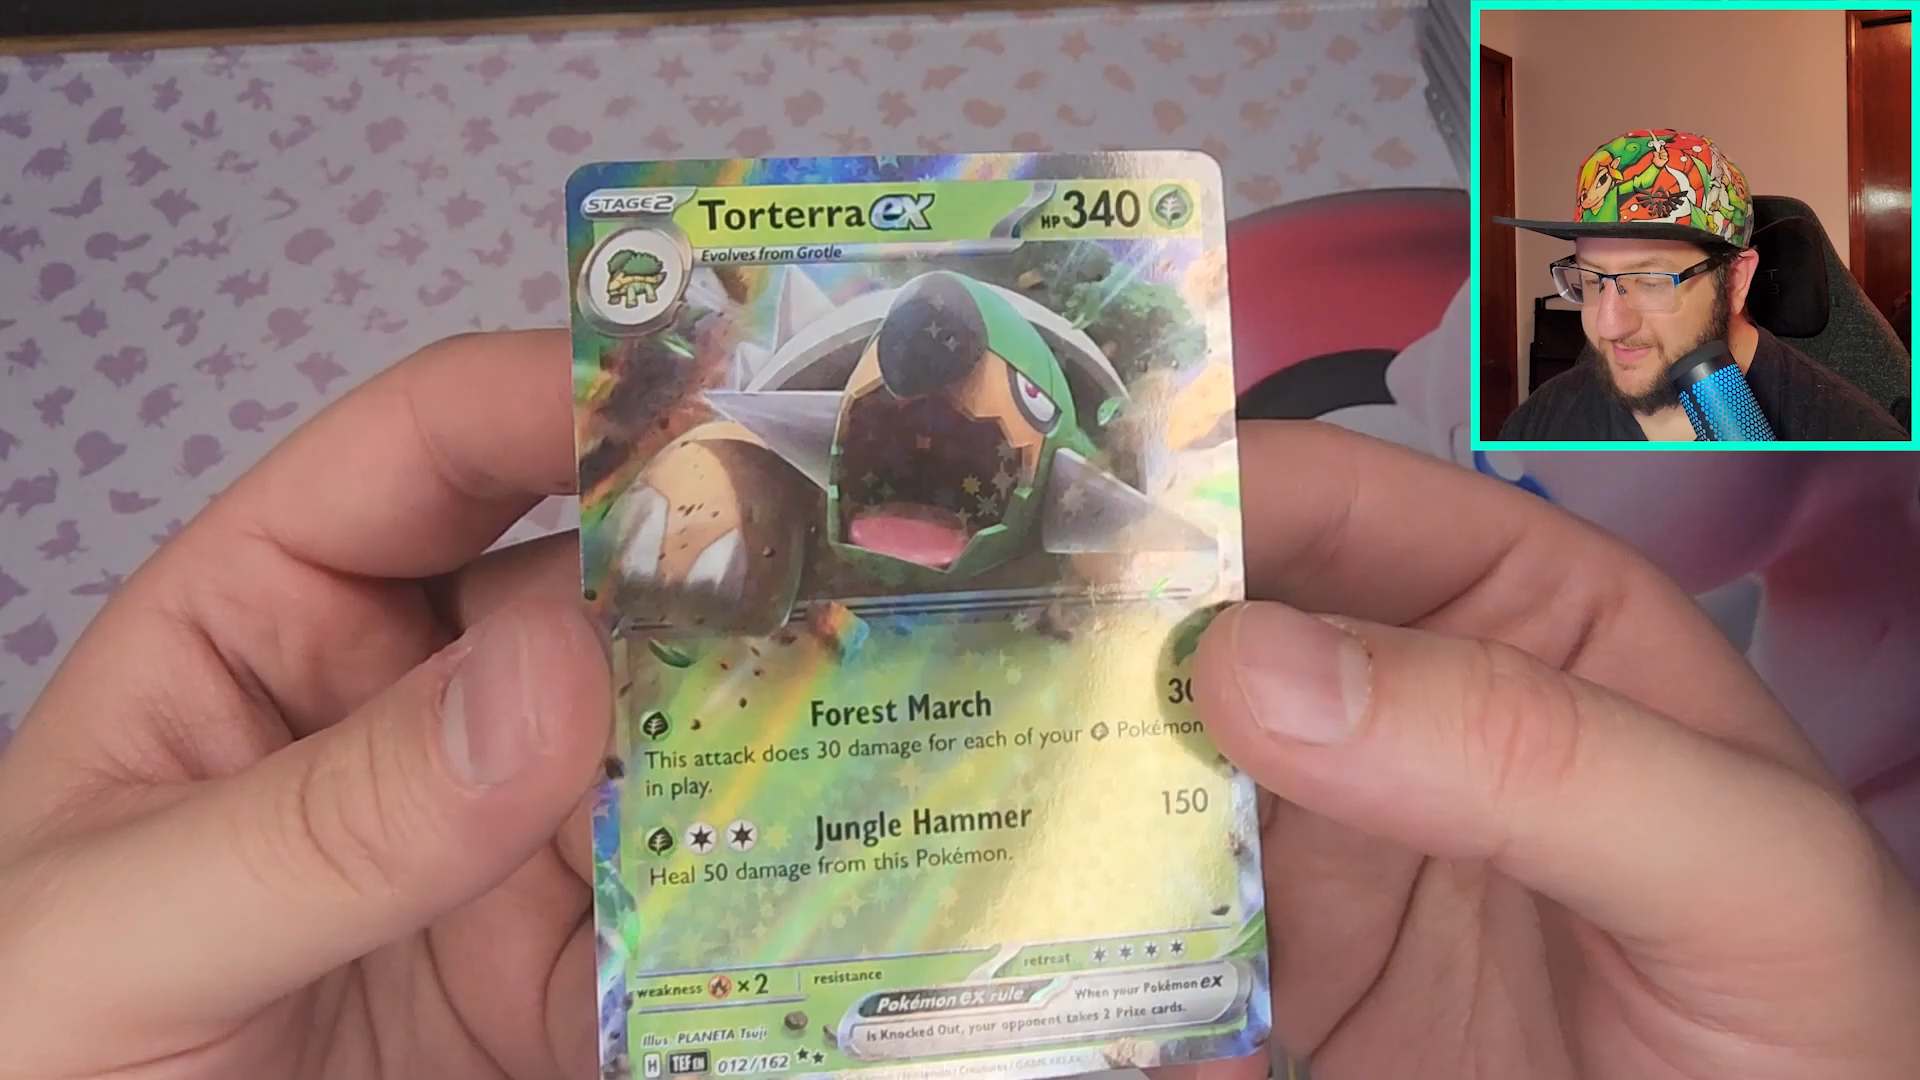 STAGE2 Torterra ex HP 340
Evolves from Grotle
Forest March 30
This attack does 30 damage for each of your Pokémon
in play.
Jungle Hammer 150
Heal 50 damage from this Pokémon.
weakness ×2 resistance retreat
Pokémon ex rule When your Pokémon ex
is Knocked Out, your opponent takes 2 Prize cards.
Illus. PLANETA Tsuji
H TEF EN 012/162